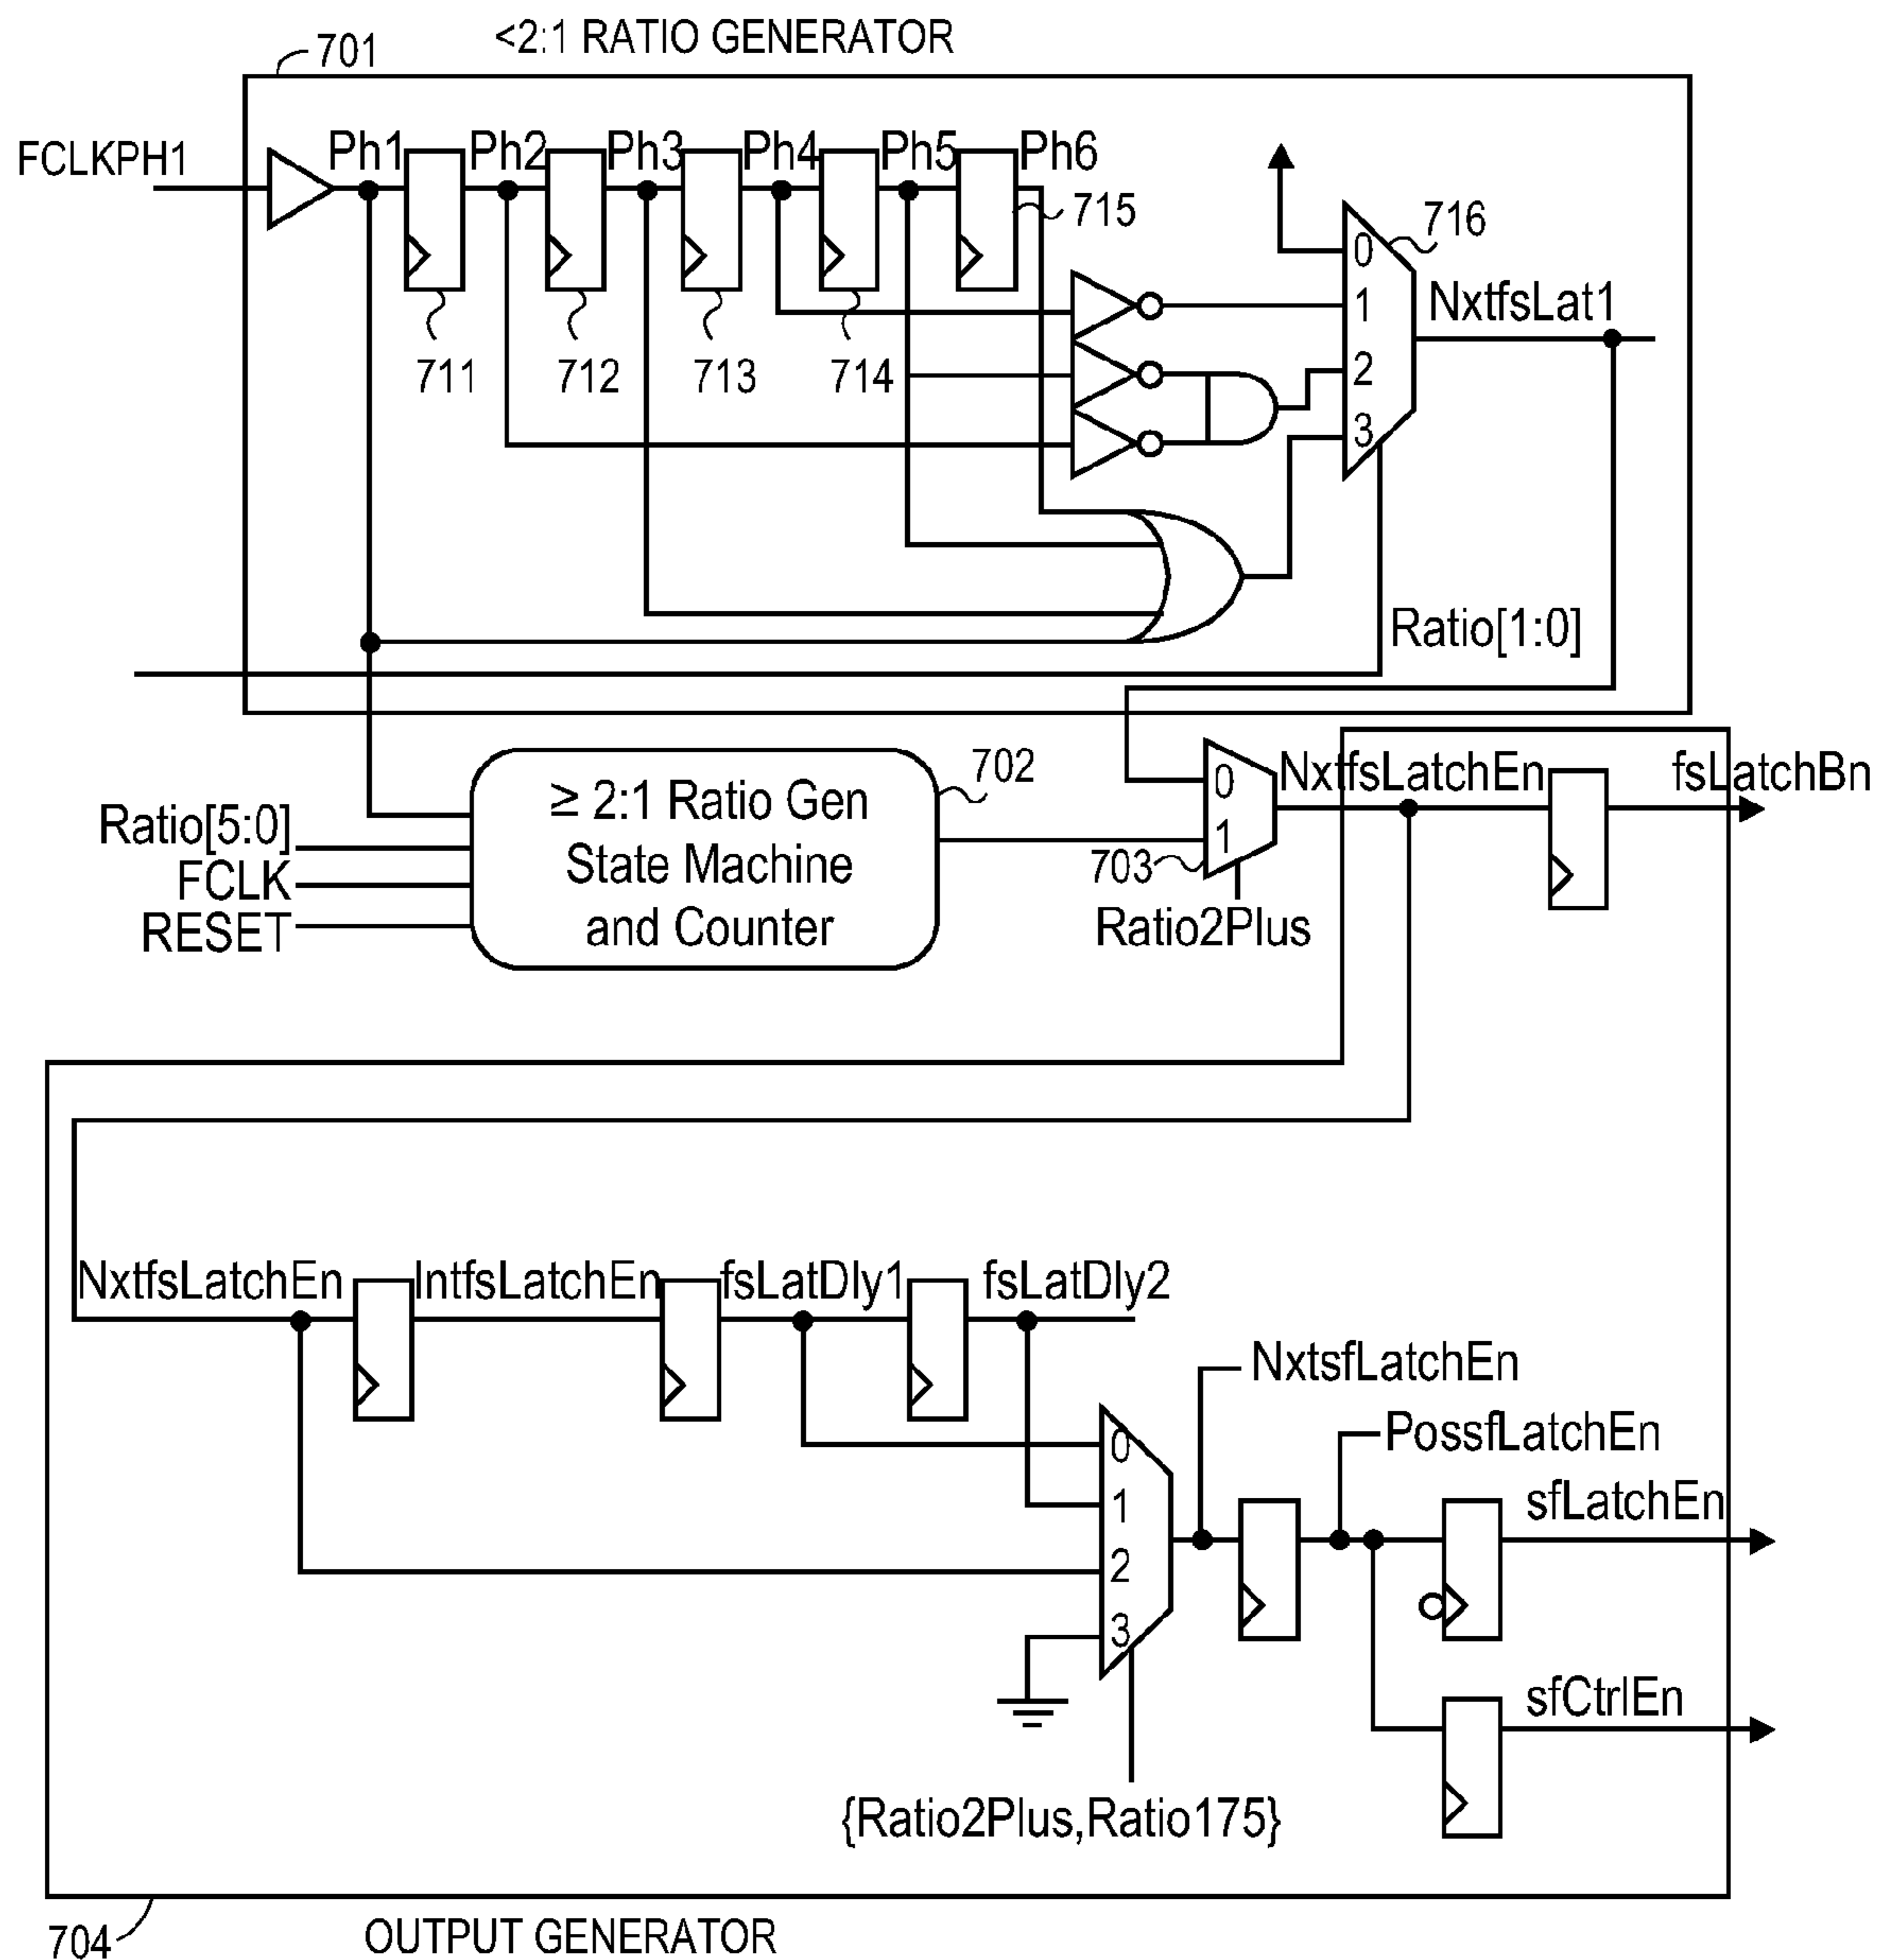 <2:1 RATIO GENERATOR
701
FCLKPH1
Ph1
Ph2
Ph3
Ph4
Ph5
Ph6
715
716
711
712
713
714
0
1
2
3
NxtfsLat1
Ratio[1:0]
702
≥ 2:1 Ratio Gen
State Machine
and Counter
Ratio[5:0]
FCLK
RESET
0
1
703
Ratio2Plus
NxtfsLatchEn
fsLatchBn
NxtfsLatchEn
IntfsLatchEn
fsLatDly1
fsLatDly2
NxtsfLatchEn
PossfLatchEn
0
1
2
3
sfLatchEn
sfCtrlEn
{Ratio2Plus,Ratio175}
704
OUTPUT GENERATOR